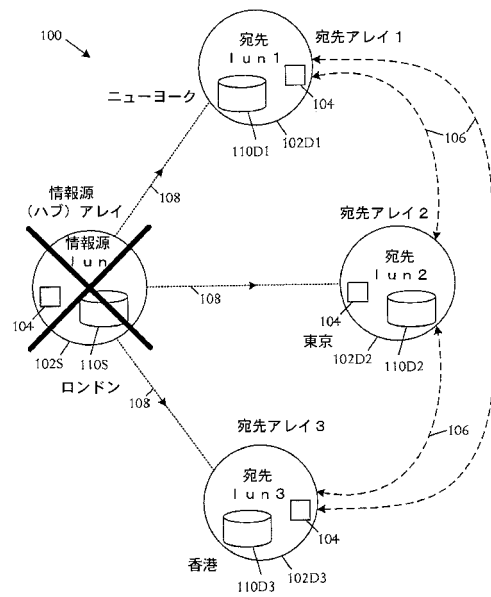 100
宛先
lun1
宛先アレイ1
104
ニューヨーク
110D1
102D1
106
108
情報源
(ハブ)アレイ
情報源
lun
104
102S
110S
ロンドン
108
宛先アレイ2
宛先
lun2
104
東京
102D2
110D2
108
106
宛先アレイ3
宛先
lun3
104
香港
110D3
102D3